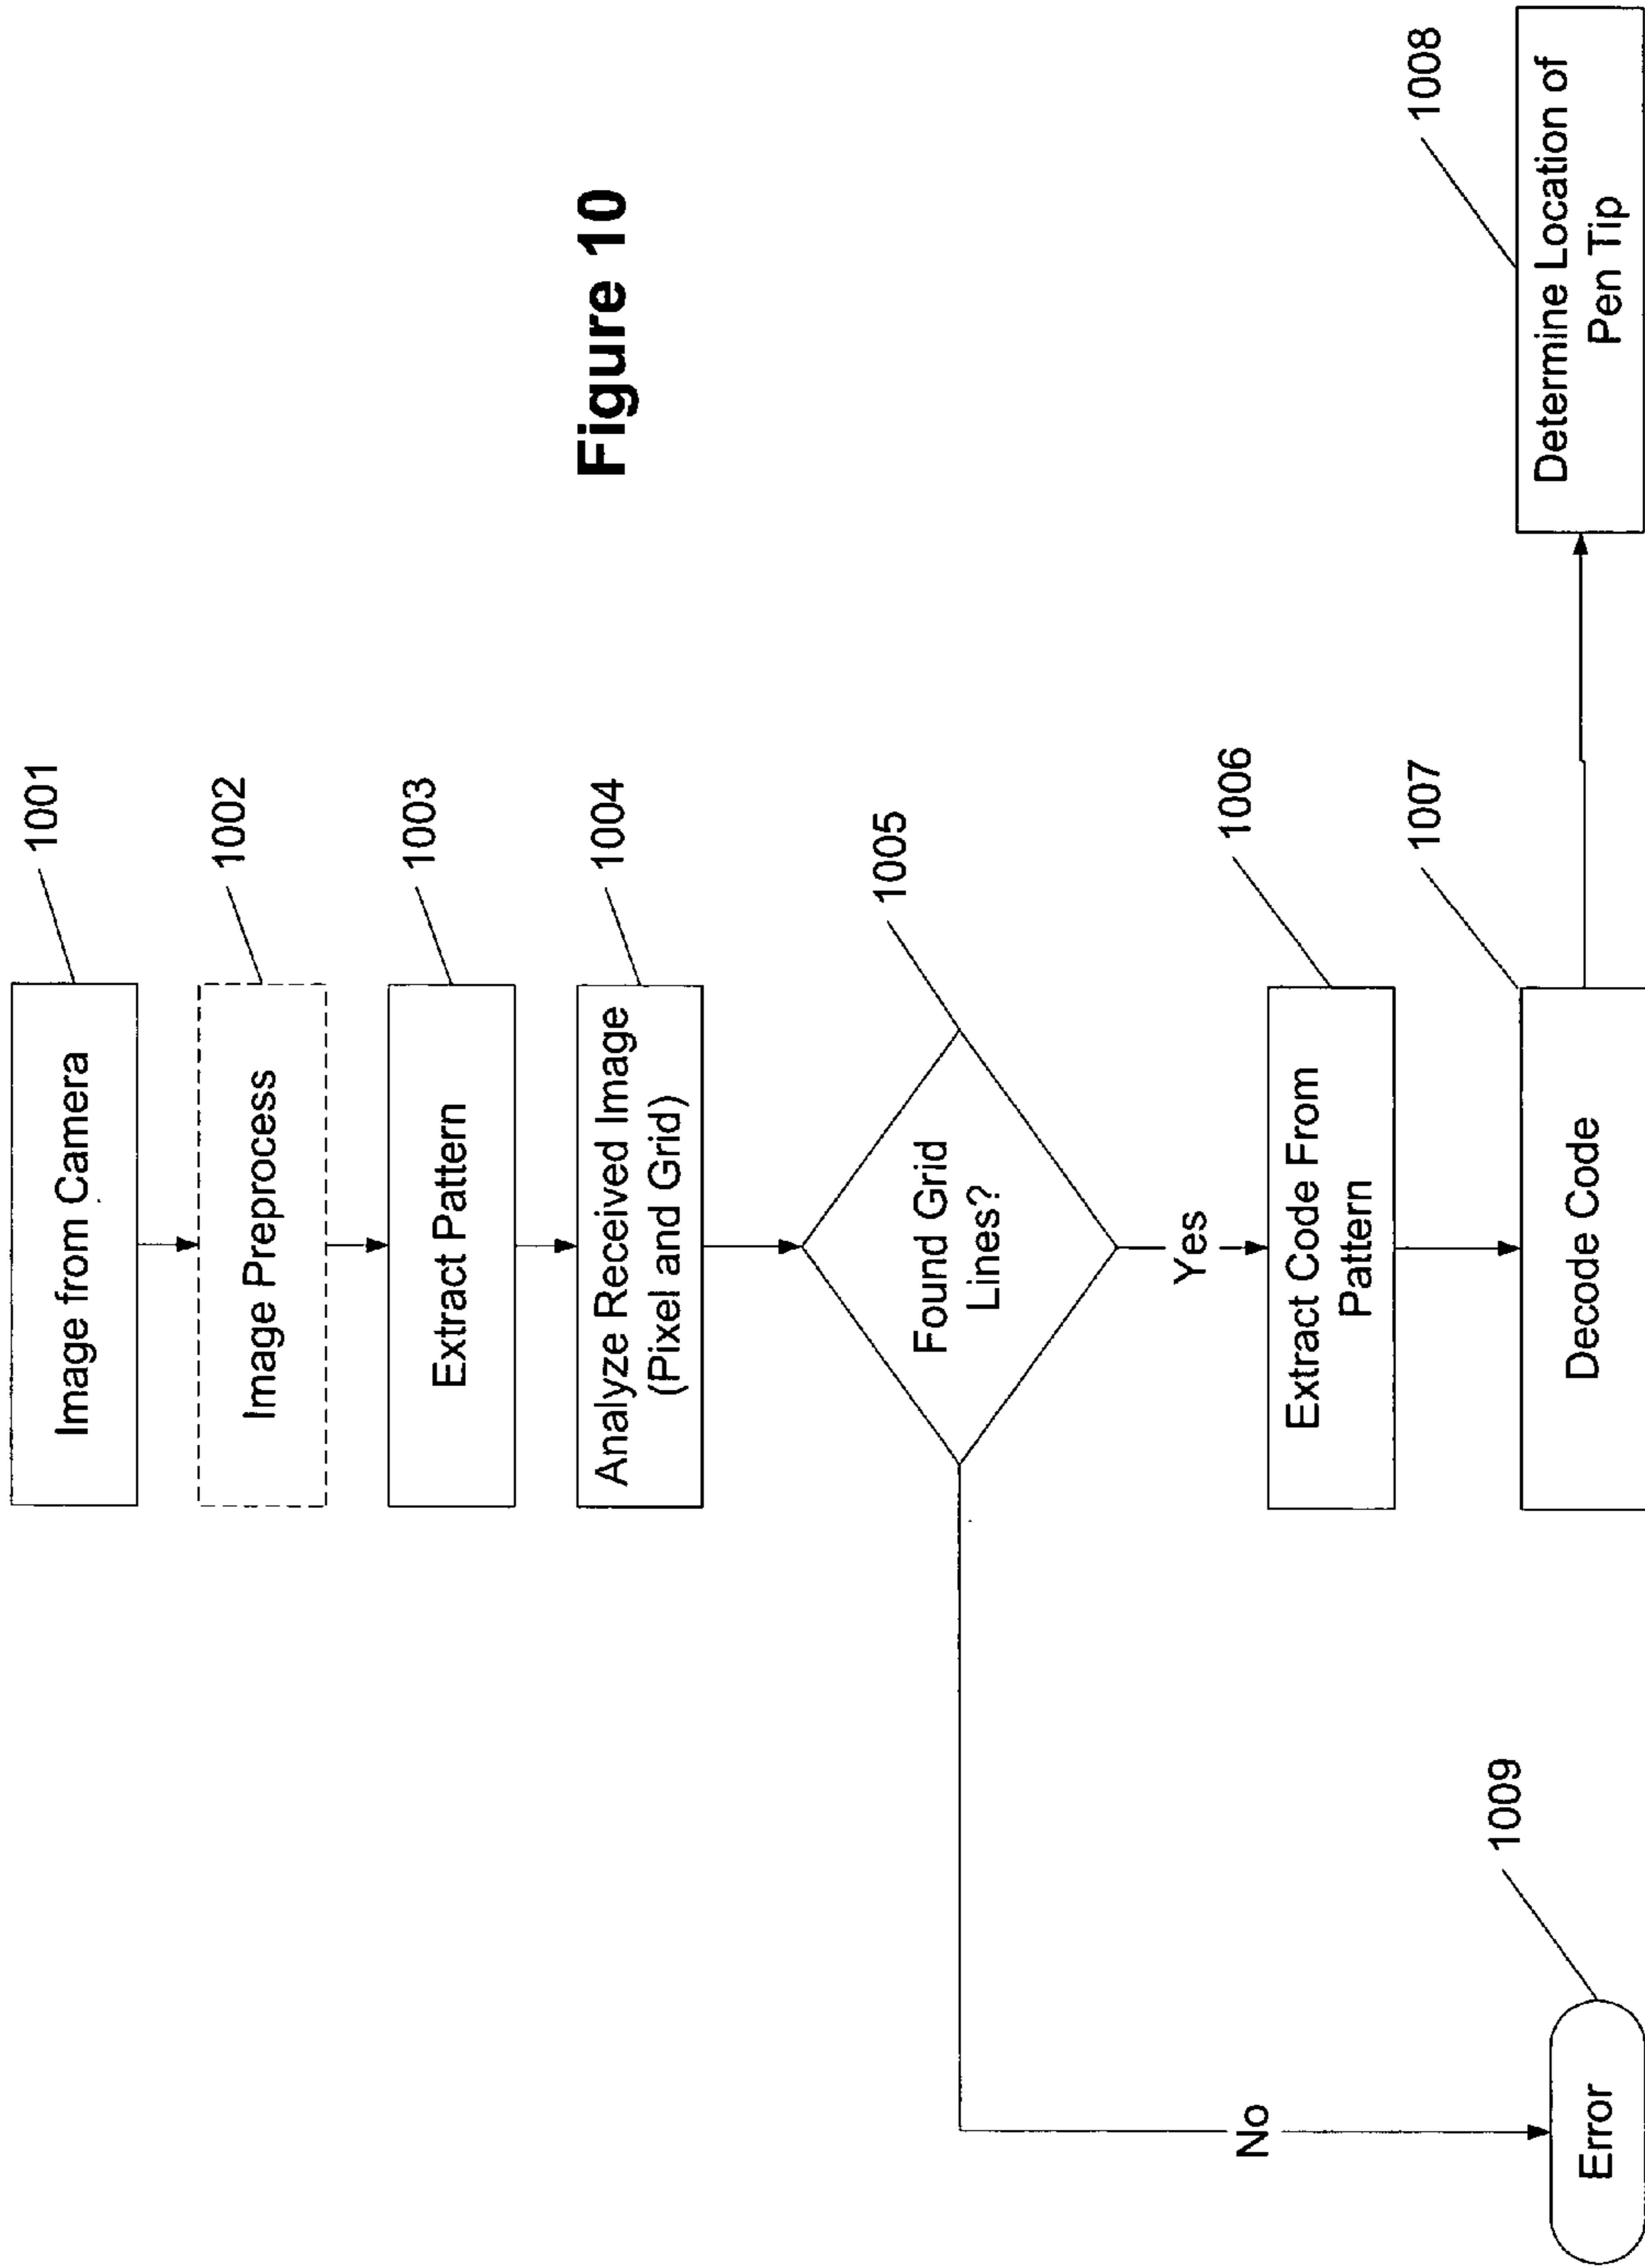 Image from Camera
1001
Image Preprocess
1002
Extract Pattern
1003
Analyze Received Image
(Pixel and Grid)
1004
Figure 10
Found Grid
Lines?
1005
Yes
No
Extract Code From
Pattern
1006
Decode Code
1007
Determine Location of
Pen Tip
1008
Error
1009